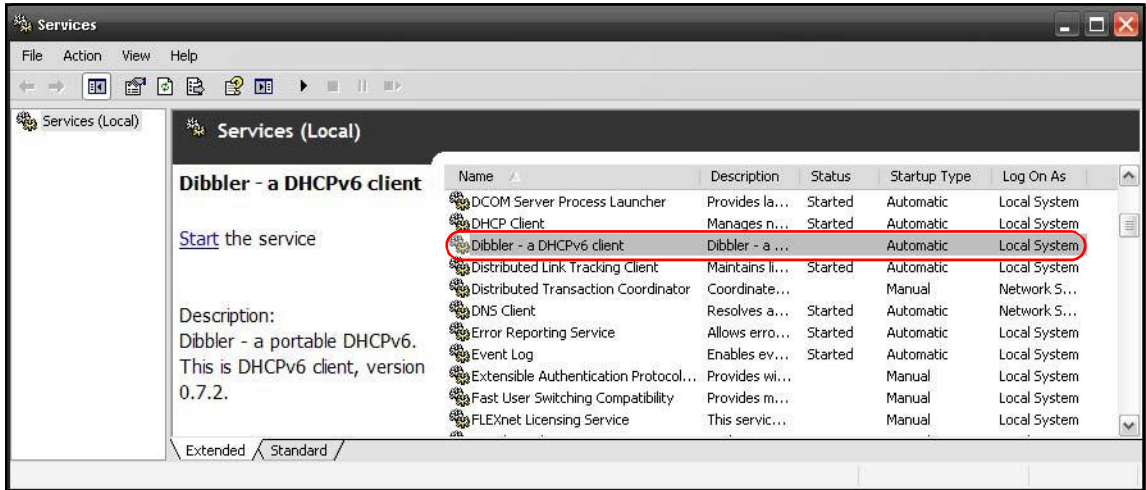 Services
File Action View Help
Services (Local)
Services (Local)
Dibbler - a DHCPv6 client
Start the service
Description:
Dibbler - a portable DHCPv6.
This is DHCPv6 client, version
0.7.2.
Name Description Status Startup Type Log On As
DCOM Server Process Launcher Provides la... Started Automatic Local System
DHCP Client Manages n... Started Automatic Local System
Dibbler - a DHCPv6 client Dibbler - a ... Automatic Local System
Distributed Link Tracking Client Maintains li... Started Automatic Local System
Distributed Transaction Coordinator Coordinate... Manual Network S...
DNS Client Resolves a... Started Automatic Network S...
Error Reporting Service Allows erro... Started Automatic Local System
Event Log Enables ev... Started Automatic Local System
Extensible Authentication Protocol... Provides wi... Manual Local System
Fast User Switching Compatibility Provides m... Manual Local System
FLEXnet Licensing Service This servic... Manual Local System
Extended Standard